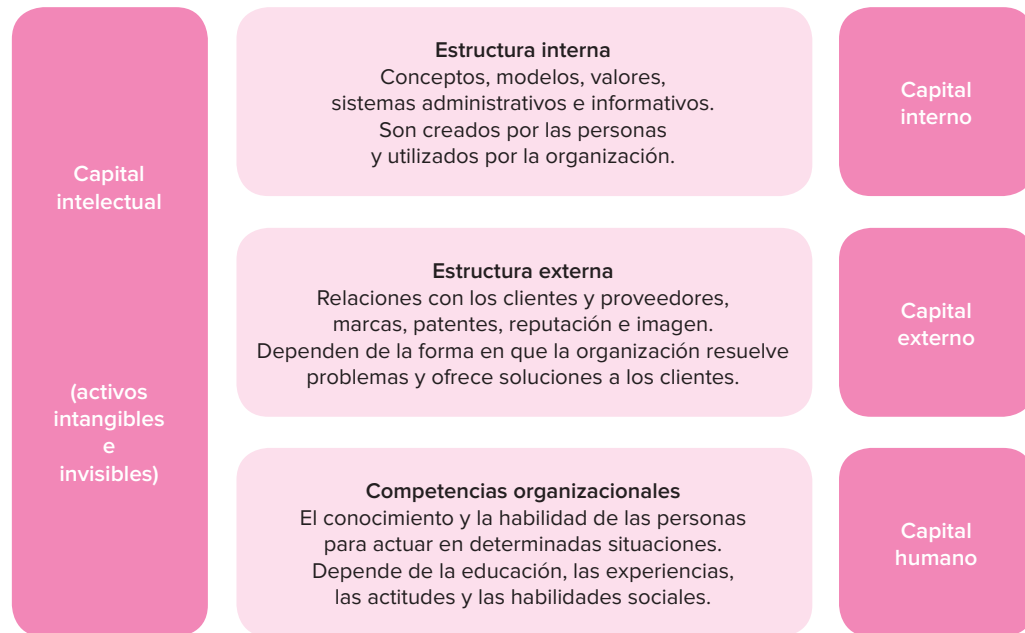 Capital
intelectual
(activos
intangibles
e
invisibles)
Estructura interna
Conceptos, modelos, valores,
sistemas administrativos e informativos.
Son creados por las personas
y utilizados por la organización.
Capital
interno
Estructura externa
Relaciones con los clientes y proveedores,
marcas, patentes, reputación e imagen.
Dependen de la forma en que la organización resuelve
problemas y ofrece soluciones a los clientes.
Capital
externo
Competencias organizacionales
El conocimiento y la habilidad de las personas
para actuar en determinadas situaciones.
Depende de la educación, las experiencias,
las actitudes y las habilidades sociales.
Capital
humano